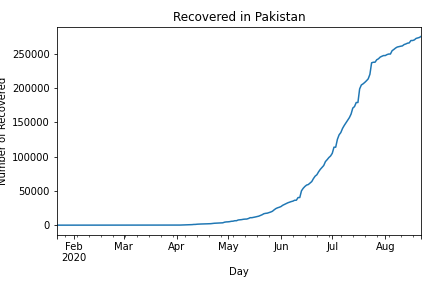 Recovered in Pakistan
Number of Recovered
250000
200000
150000
100000
50000
0
Feb Mar Apr May Jun Jul Aug
2020
Day